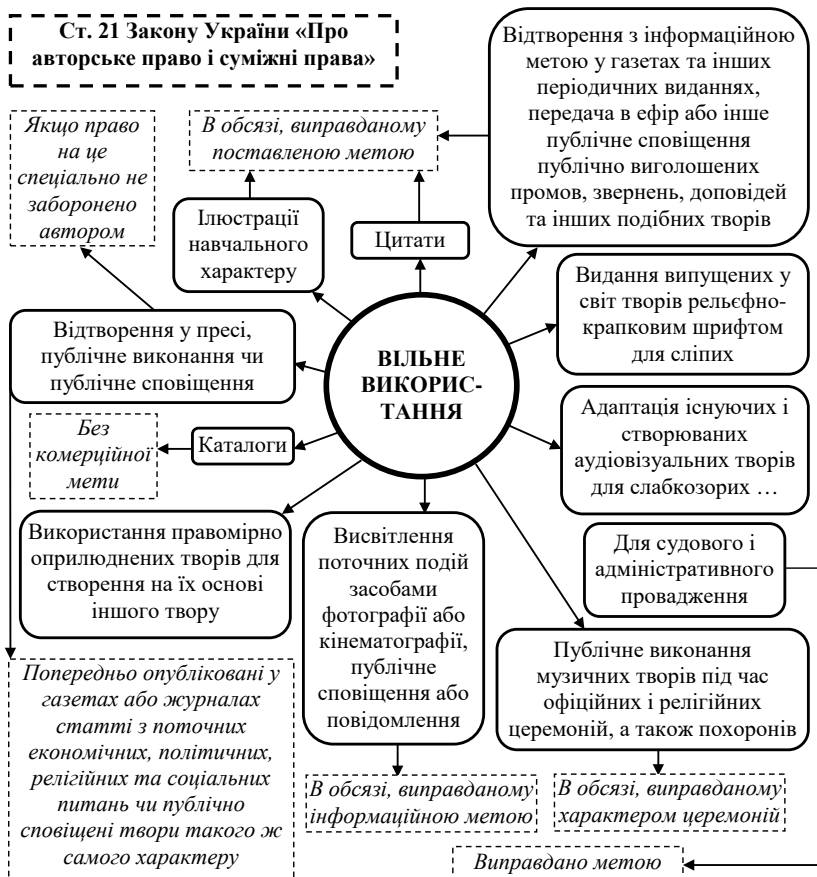 Ст. 21 Закону України «Про
авторське право і суміжні права»
Відтворення з інформаційною
метою у газетах та інших
періодичних виданнях,
передача в ефір або інше
публічне сповіщення
публічно виголошених
промов, звернень, доповідей
та інших подібних творів
Якщо право
на це
спеціально не
заборонено
автором
В обсязі, виправданому
поставленою метою
Ілюстрації
навчального
характеру
Цитати
Видання випущених у
світ творів рельєфно-
крапковим шрифтом
для сліпих
Відтворення у пресі,
публічне виконання чи
публічне сповіщення
ВІЛЬНЕ
ВИКОРИС-
ТАННЯ
Адаптація існуючих і
створюваних
аудіовізуальних творів
для слабкозорих …
Без
комерційної
мети
Каталоги
Використання правомірно
оприлюднених творів для
створення на їх основі
іншого твору
Висвітлення
поточних подій
засобами
фотографії або
кінематографії,
публічне
сповіщення або
повідомлення
Для судового і
адміністративного
провадження
Публічне виконання
музичних творів під час
офіційних і релігійних
церемоній, а також похоронів
Попередньо опубліковані у
газетах або журналах
статті з поточних
економічних, політичних,
релігійних та соціальних
питань чи публічно
сповіщені твори такого ж
самого характеру
В обсязі, виправданому
інформаційною метою
В обсязі, виправданому
характером церемоній
Виправдано метою